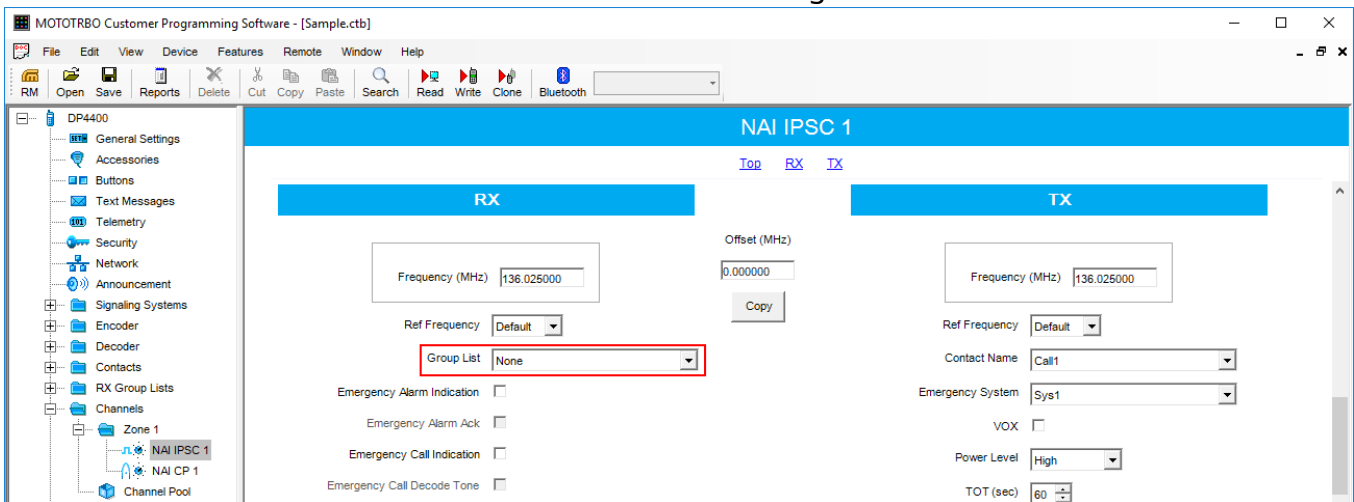 MOTOTRBO Customer Programming Software - [Sample.ctb]
File Edit View Device Features Remote Window Help
RM Open Save Reports Delete Cut Copy Paste Search Read Write Clone Bluetooth
DP4400
General Settings
Accessories
Buttons
Text Messages
Telemetry
Security
Network
Announcement
Signaling Systems
Encoder
Decoder
Contacts
RX Group Lists
Channels
Zone 1
NAI IPSC 1
NAI CP 1
Channel Pool
NAI IPSC 1
Top RX TX
RX
Frequency (MHz) 136.025000
Ref Frequency Default
Group List None
Emergency Alarm Indication
Emergency Alarm Ack
Emergency Call Indication
Emergency Call Decode Tone
Offset (MHz)
0.000000
Copy
TX
Frequency (MHz) 136.025000
Ref Frequency Default
Contact Name Call1
Emergency System Sys1
VOX
Power Level High
TOT (sec) 60